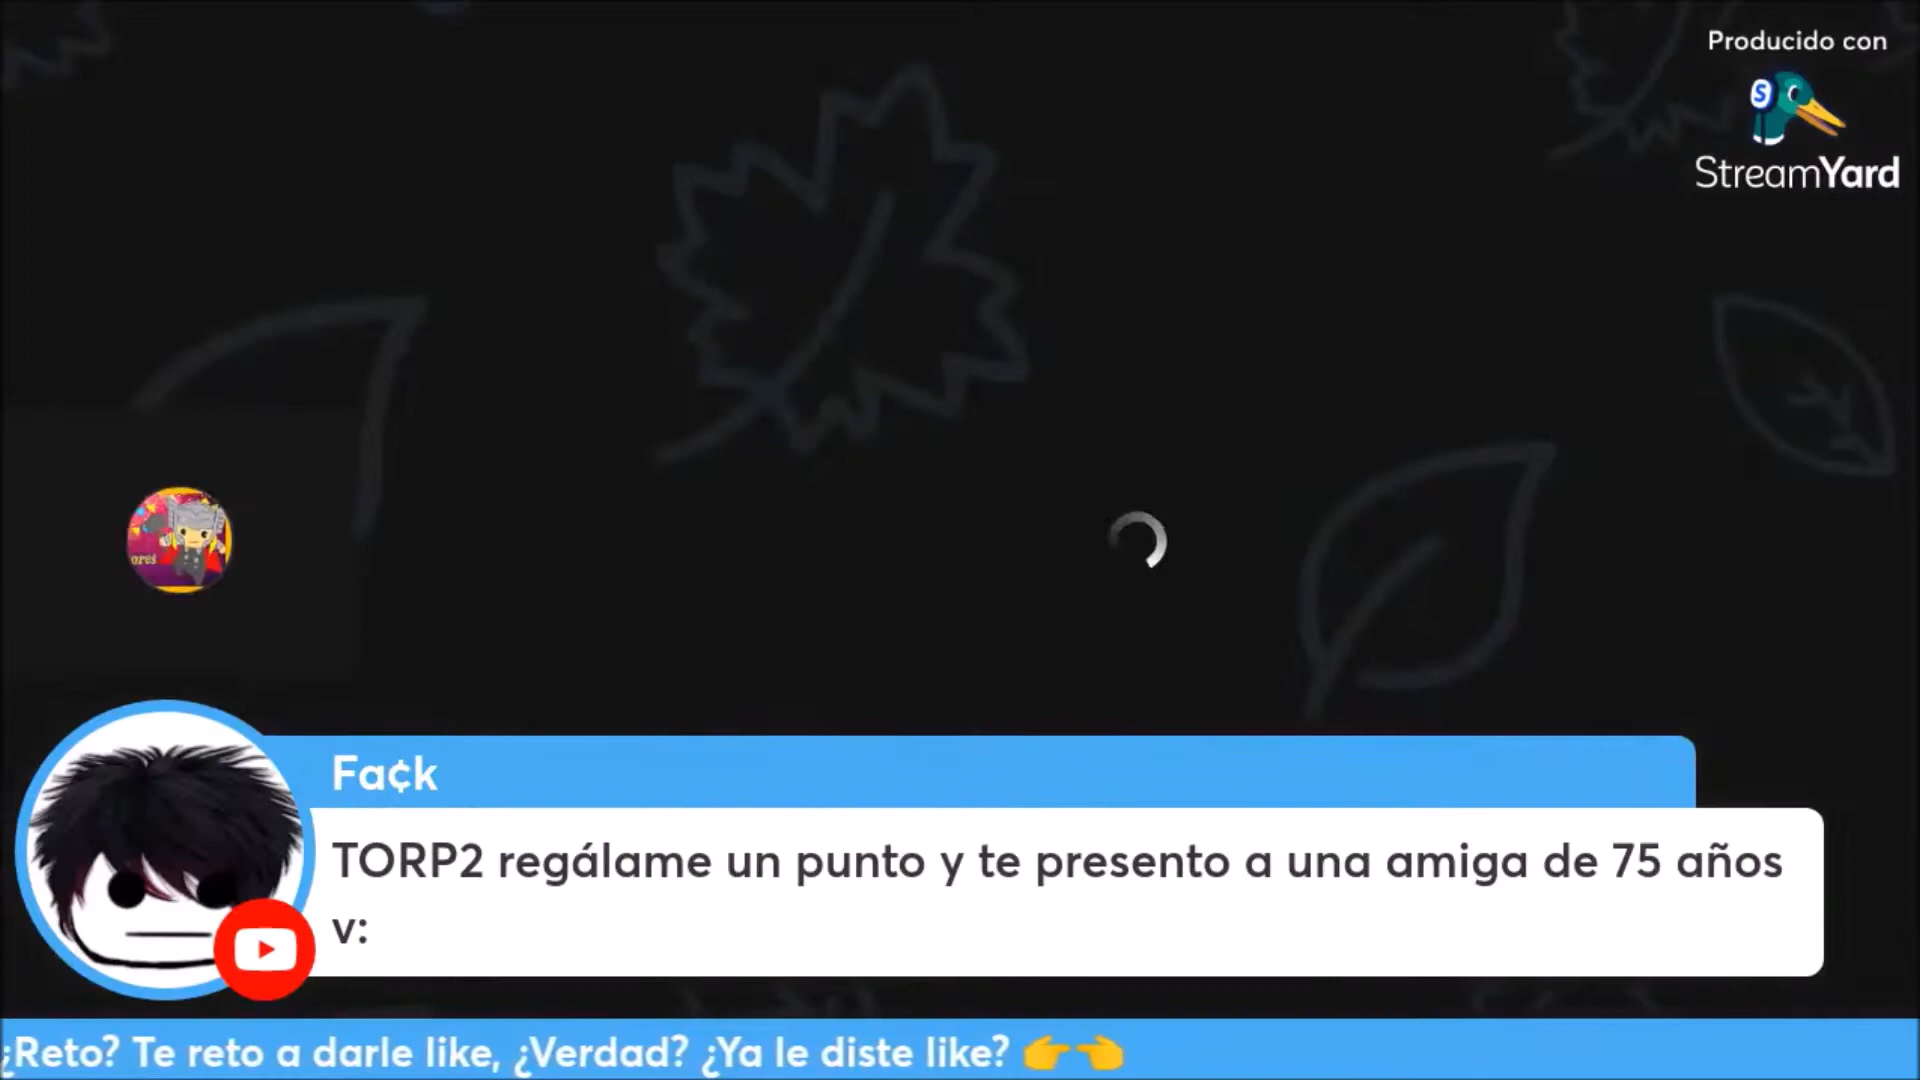 Producido con
S
StreamYard
ores
Fa¢k
TORP2 regálame un punto y te presento a una amiga de 75 años
v:
¿Reto? Te reto a darle like, ¿Verdad? ¿Ya le diste like? 👉👈